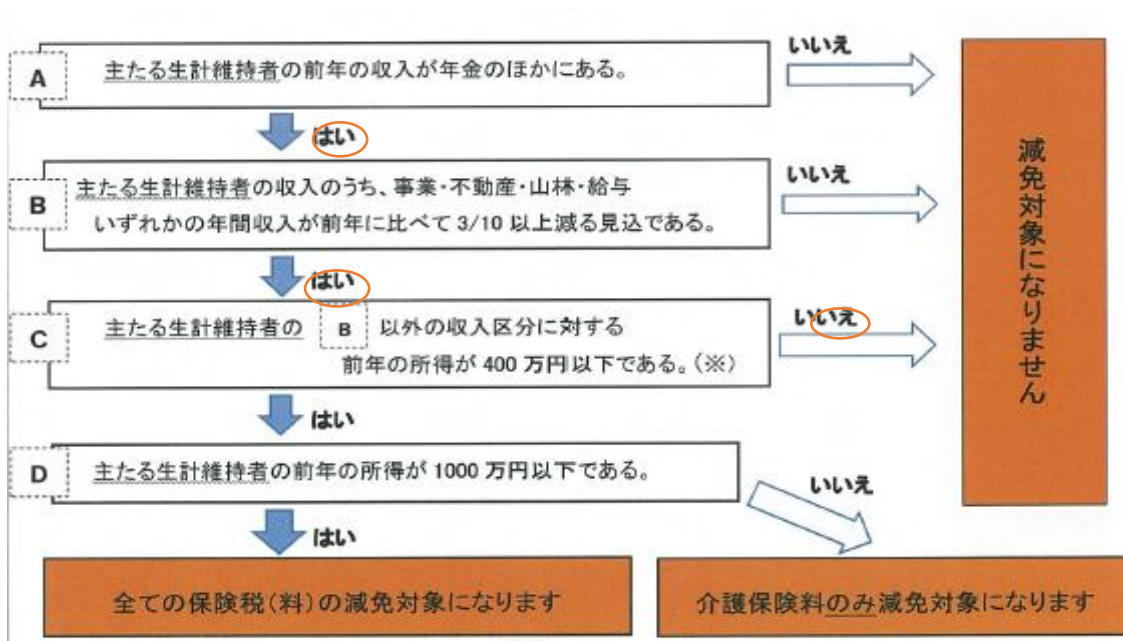 いいえ
A
主たる生計維持者の前年の収入が年金のほかにある。
はい
いいえ
B
主たる生計維持者の収入のうち、事業・不動産・山林・給与
いずれかの年間収入が前年に比べて 3/10 以上減る見込である。
はい
いいえ
C
主たる生計維持者の B 以外の収入区分に対する
前年の所得が 400 万円以下である。(※)
はい
D
主たる生計維持者の前年の所得が 1000 万円以下である。
いいえ
はい
減免対象になりません
全ての保険税(料)の減免対象になります
介護保険料のみ減免対象になります